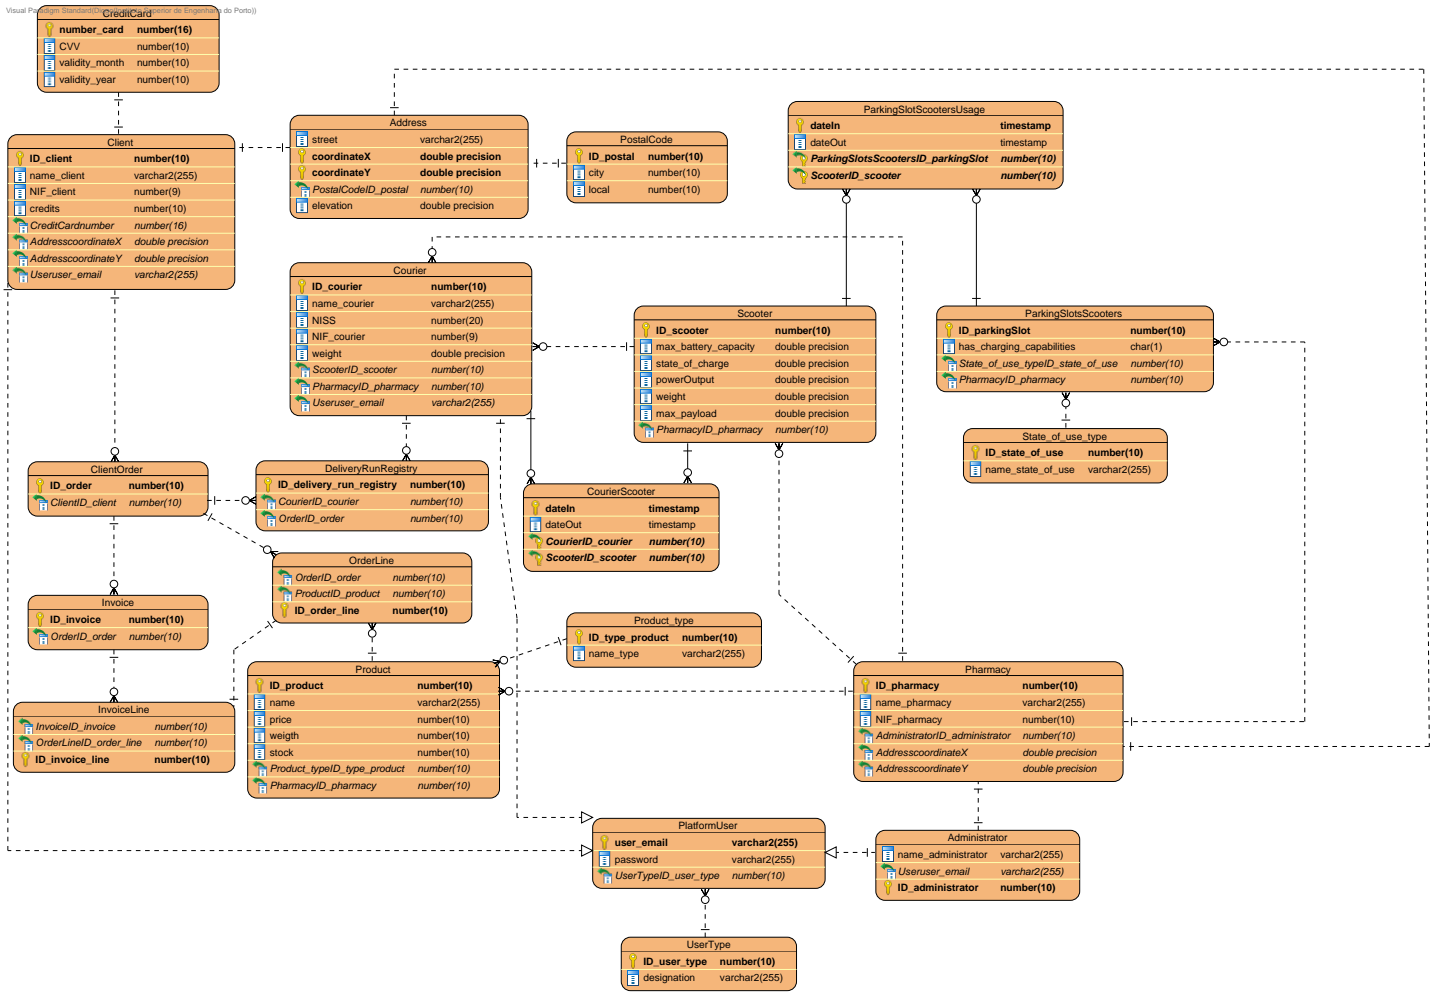 Visual Paradigm Standard(Diogo(Instituto Superior de Engenharia do Porto))
CreditCard
number_card number(16)
CVV number(10)
validity_month number(10)
validity_year number(10)
Client
ID_client number(10)
name_client varchar2(255)
NIF_client number(9)
credits number(10)
CreditCardnumber number(16)
AddresscoordinateX double precision
AddresscoordinateY double precision
Useruser_email varchar2(255)
Address
street varchar2(255)
coordinateX double precision
coordinateY double precision
PostalCodeID_postal number(10)
elevation double precision
PostalCode
ID_postal number(10)
city number(10)
local number(10)
ParkingSlotScootersUsage
dateIn timestamp
dateOut timestamp
ParkingSlotsScootersID_parkingSlot number(10)
ScooterID_scooter number(10)
Courier
ID_courier number(10)
name_courier varchar2(255)
NISS number(20)
NIF_courier number(9)
weight double precision
ScooterID_scooter number(10)
PharmacyID_pharmacy number(10)
Useruser_email varchar2(255)
Scooter
ID_scooter number(10)
max_battery_capacity double precision
state_of_charge double precision
powerOutput double precision
weight double precision
max_payload double precision
PharmacyID_pharmacy number(10)
ParkingSlotsScooters
ID_parkingSlot number(10)
has_charging_capabilities char(1)
State_of_use_typeID_state_of_use number(10)
PharmacyID_pharmacy number(10)
State_of_use_type
ID_state_of_use number(10)
name_state_of_use varchar2(255)
ClientOrder
ID_order number(10)
ClientID_client number(10)
DeliveryRunRegistry
ID_delivery_run_registry number(10)
CourierID_courier number(10)
OrderID_order number(10)
CourierScooter
dateIn timestamp
dateOut timestamp
CourierID_courier number(10)
ScooterID_scooter number(10)
OrderLine
OrderID_order number(10)
ProductID_product number(10)
ID_order_line number(10)
Invoice
ID_invoice number(10)
OrderID_order number(10)
Product_type
ID_type_product number(10)
name_type varchar2(255)
Product
ID_product number(10)
name varchar2(255)
price number(10)
weigth number(10)
stock number(10)
Product_typeID_type_product number(10)
PharmacyID_pharmacy number(10)
Pharmacy
ID_pharmacy number(10)
name_pharmacy varchar2(255)
NIF_pharmacy number(10)
AdministratorID_administrator number(10)
AddresscoordinateX double precision
AddresscoordinateY double precision
InvoiceLine
InvoiceID_invoice number(10)
OrderLineID_order_line number(10)
ID_invoice_line number(10)
PlatformUser
user_email varchar2(255)
password varchar2(255)
UserTypeID_user_type number(10)
Administrator
name_administrator varchar2(255)
Useruser_email varchar2(255)
ID_administrator number(10)
UserType
ID_user_type number(10)
designation varchar2(255)